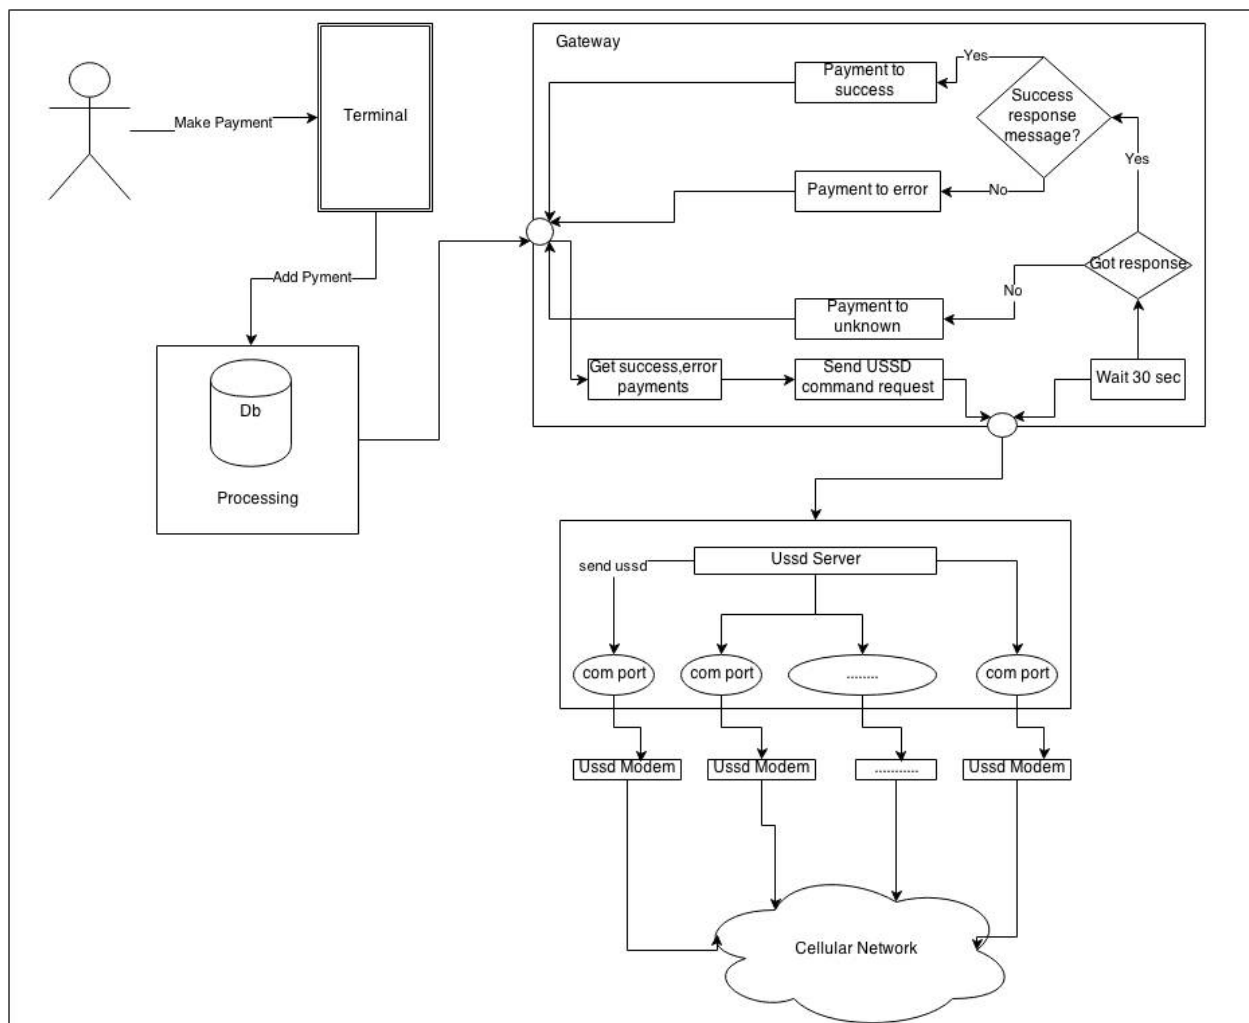 Gateway
Yes
Payment to
success
Success
response
message?
Terminal
Make Payment
Yes
Payment to error
No
Got response
Add Pyment
No
Payment to
unknown
Get success,error
payments
Send USSD
command request
Wait 30 sec
Db
Processing
Ussd Server
send ussd
com port
com port
........
com port
Ussd Modem
Ussd Modem
...........
Ussd Modem
Cellular Network